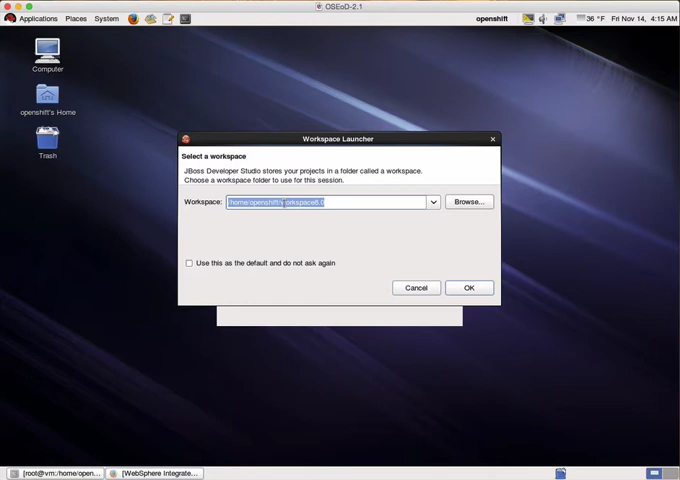 OSEoD-2.1
Applications Places System
openshift
36 °F Fri Nov 14, 4:15 AM
Computer
openshift's Home
Trash
Workspace Launcher
Select a workspace
JBoss Developer Studio stores your projects in a folder called a workspace.
Choose a workspace folder to use for this session.
Workspace: /home/openshift/workspace8.0 Browse...
Use this as the default and do not ask again
Cancel OK
[root@vm:/home/open... [WebSphere Integrate...